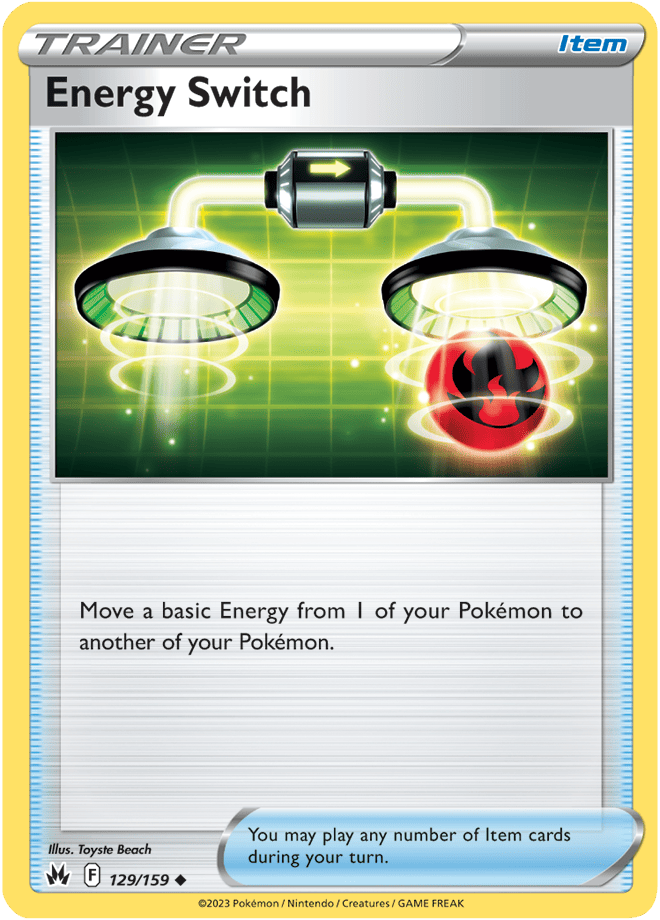 TRAINER
Item
Energy Switch
Move a basic Energy from 1 of your Pokémon to
another of your Pokémon.
You may play any number of Item cards
during your turn.
Illus. Toyste Beach
F 129/159 ◆
©2023 Pokémon / Nintendo / Creatures / GAME FREAK